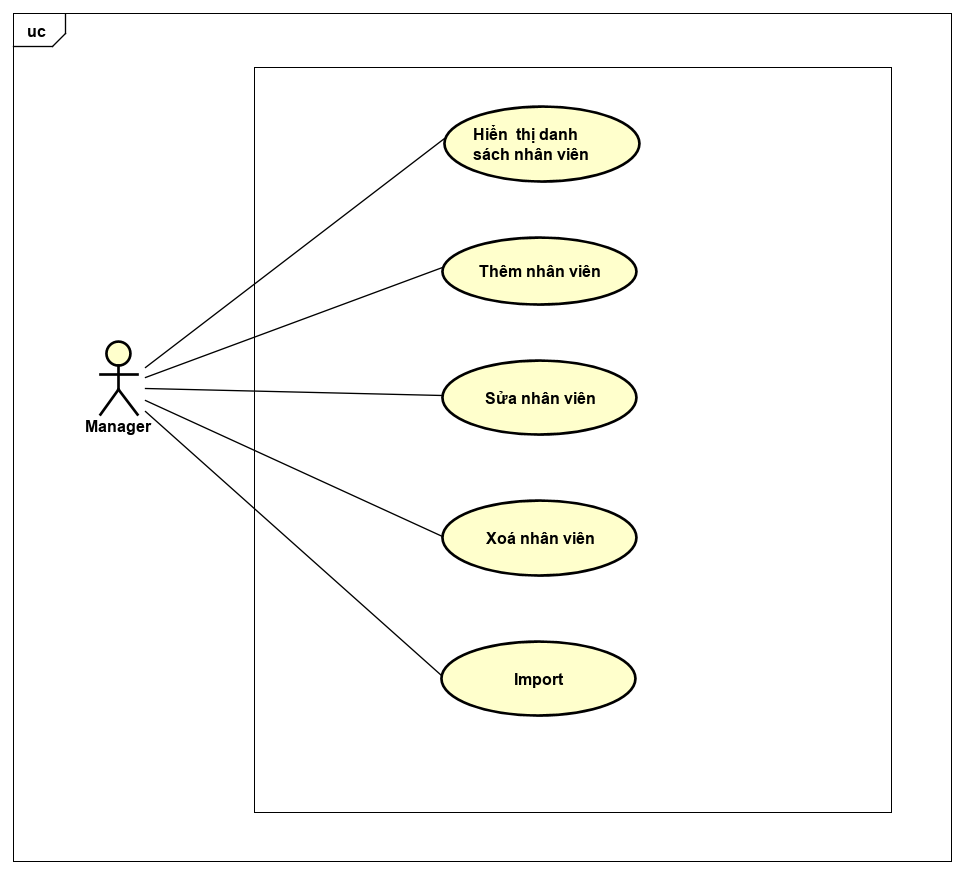 uc
Hiển thị danh
sách nhân viên
Thêm nhân viên
Sửa nhân viên
Manager
Xoá nhân viên
Import